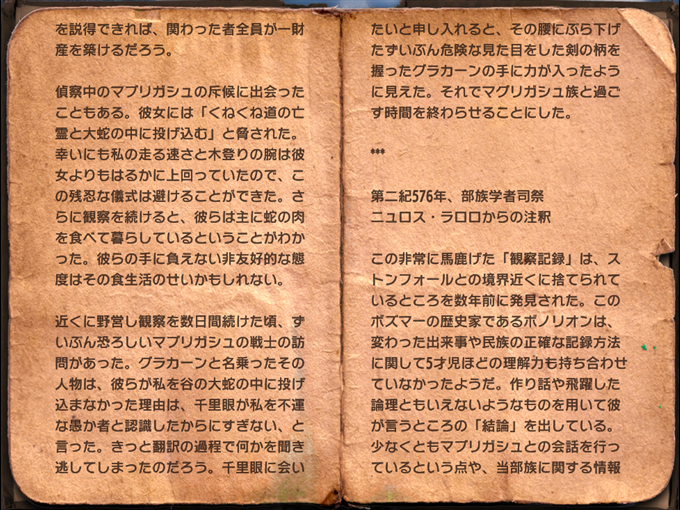 を説得できれば、関わった者全員が一財
産を築けるだろう。
偵察中のマブリガシュの斥候に出会った
こともある。彼女には「くねくね道の亡
霊と大蛇の中に投げ込む」と脅された。
幸いにも私の走る速さと木登りの腕は彼
女よりもはるかに上回っていたので、こ
の残忍な儀式は避けることができた。さ
らに観察を続けると、彼らは主に蛇の肉
を食べて暮らしているということがわか
った。彼らの手に負えない非友好的な態
度はその食生活のせいかもしれない。
近くに野営し観察を数日間続けた頃、ず
いぶん恐ろしいマブリガシュの戦士の訪
問があった。グラカーンと名乗ったその
人物は、彼らが私を谷の大蛇の中に投げ
込まなかった理由は、千里眼が私を不運
な愚か者と認識したからにすぎない、と
言った。きっと翻訳の過程で何かを聞き
逃してしまったのだろう。千里眼に会い
たいと申し入れると、その腰にぶら下げ
たずいぶん危険な見た目をした剣の柄を
握ったグラカーンの手に力が入ったよう
に見えた。それでマグリガシュ族と過ご
す時間を終わらせることにした。
***
第二紀576年、部族学者司祭
ニュロス・ラロロからの注釈
この非常に馬鹿げた「観察記録」は、ス
トンフォールとの境界近くに捨てられて
いるところを数年前に発見された。この
ボズマーの歴史家であるボノリオンは、
変わった出来事や民族の正確な記録方法
に関して5才児ほどの理解力も持ち合わせ
ていなかったようだ。作り話や飛躍した
論理ともいえないようなものを用いて彼
が言うところの「結論」を出している。
少なくともマブリガシュとの会話を行っ
ているという点や、当部族に関する情報